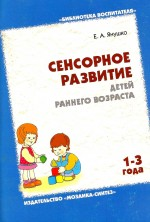 «БИБЛИОТЕКА ВОСПИТАТЕЛЯ»
Е. А. Янушко
СЕНСОРНОЕ
РАЗВИТИЕ
ДЕТЕЙ
РАННЕГО ВОЗРАСТА
1-3
года
ИЗДАТЕЛЬСТВО «МОЗАИКА-СИНТЕЗ»